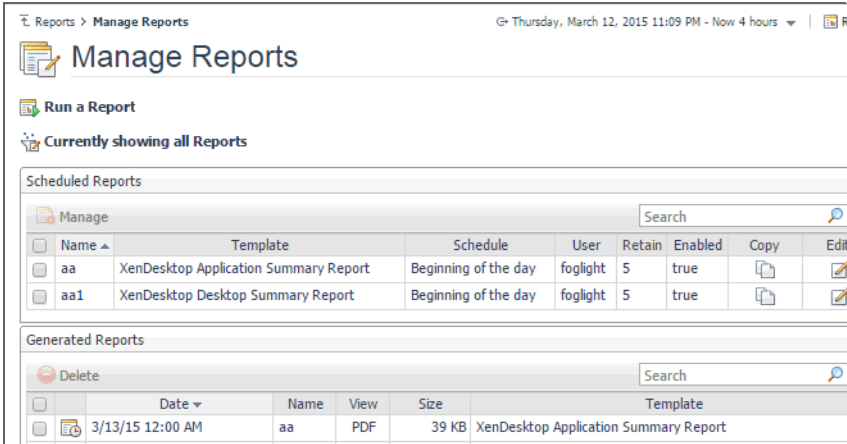 Reports > Manage Reports Thursday, March 12, 2015 11:09 PM - Now 4 hours R
Manage Reports
Run a Report
Currently showing all Reports
Scheduled Reports
Manage Search
Name Template Schedule User Retain Enabled Copy Edit
aa XenDesktop Application Summary Report Beginning of the day foglight 5 true
aa1 XenDesktop Desktop Summary Report Beginning of the day foglight 5 true
Generated Reports
Delete Search
Date Name View Size Template
3/13/15 12:00 AM aa PDF 39 KB XenDesktop Application Summary Report